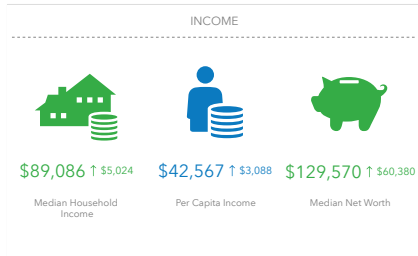 INCOME
$89,086 ↑ $5,024
Median Household
Income
$42,567 ↑ $3,088
Per Capita Income
$129,570 ↑ $60,380
Median Net Worth